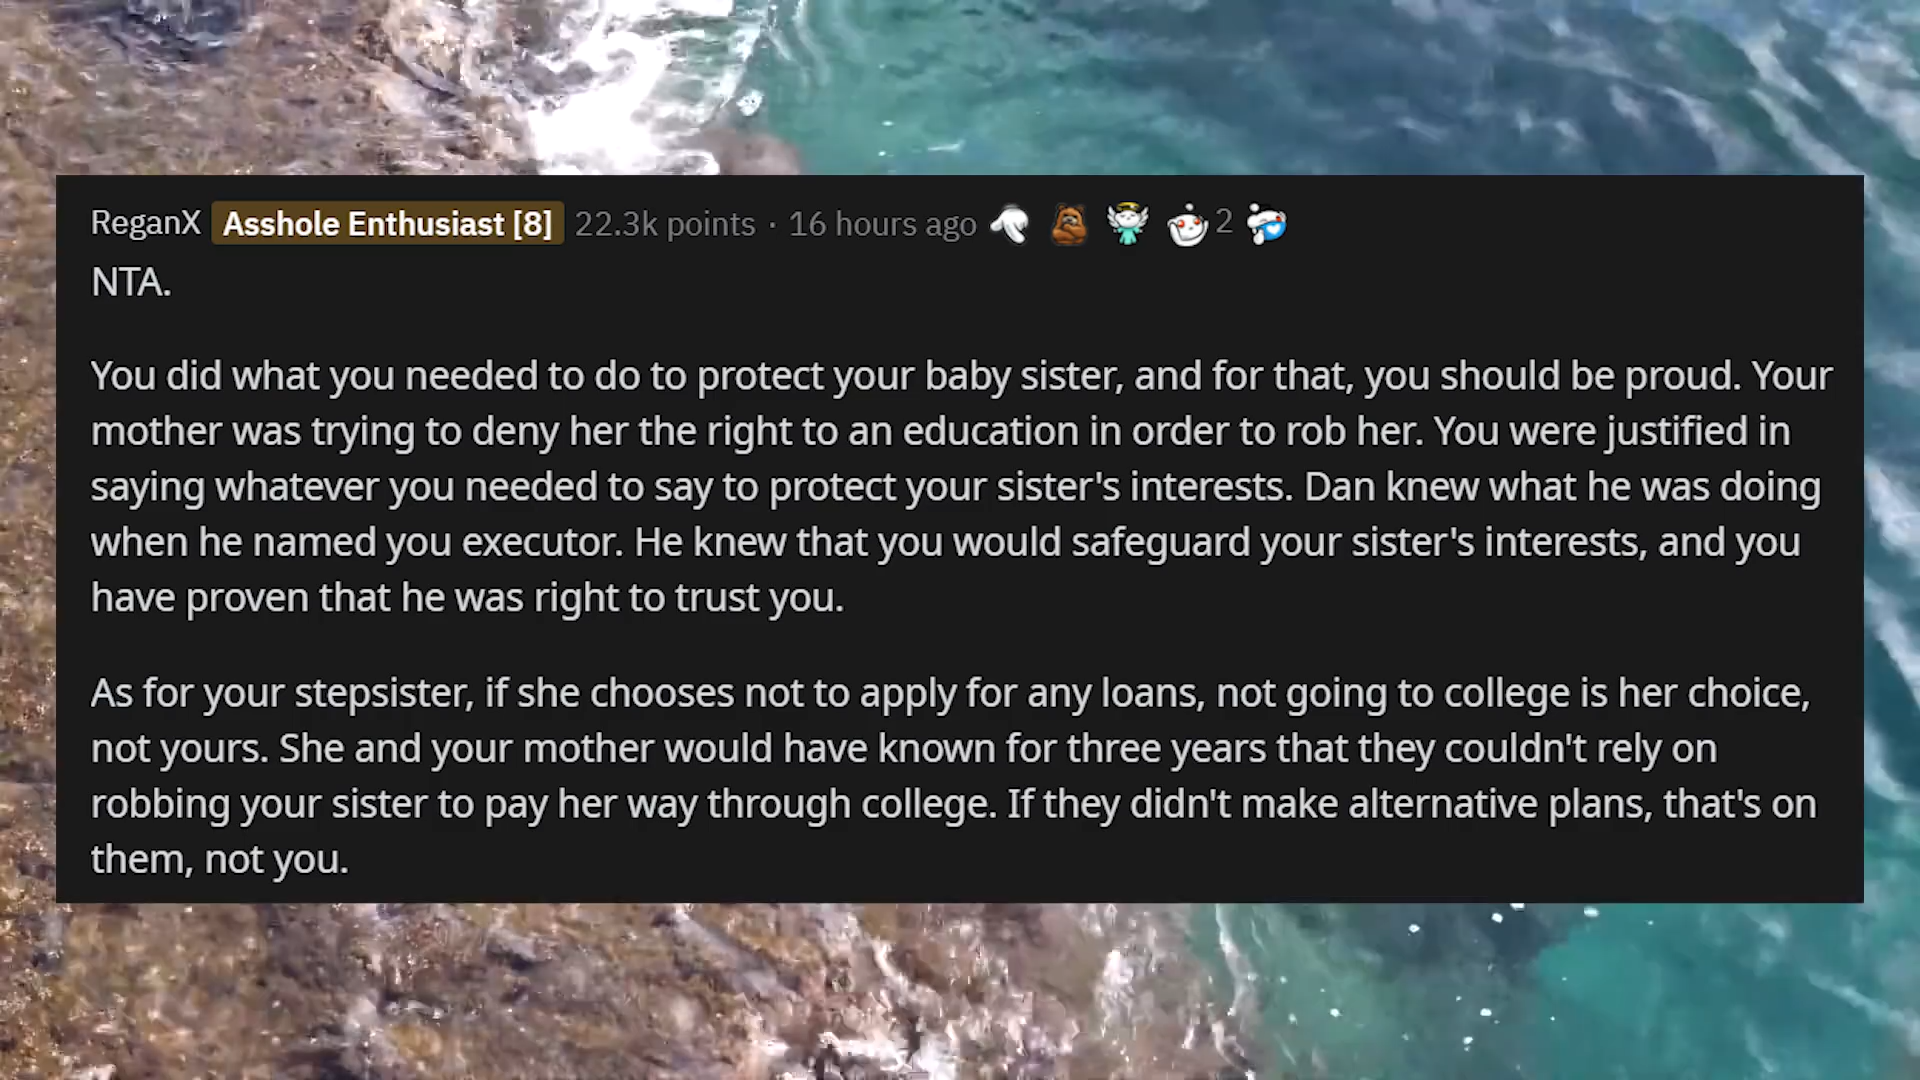 ReganX Asshole Enthusiast [8] 22.3k points · 16 hours ago 2
NTA.
You did what you needed to do to protect your baby sister, and for that, you should be proud. Your
mother was trying to deny her the right to an education in order to rob her. You were justified in
saying whatever you needed to say to protect your sister's interests. Dan knew what he was doing
when he named you executor. He knew that you would safeguard your sister's interests, and you
have proven that he was right to trust you.
As for your stepsister, if she chooses not to apply for any loans, not going to college is her choice,
not yours. She and your mother would have known for three years that they couldn't rely on
robbing your sister to pay her way through college. If they didn't make alternative plans, that's on
them, not you.